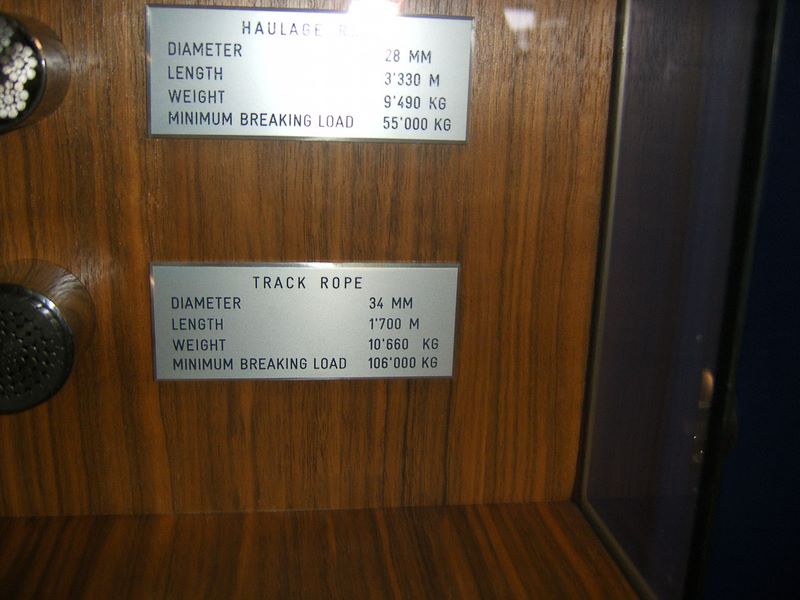 HAULAGE
DIAMETER 28 MM
LENGTH 3'330 M
WEIGHT 9'490 KG
MINIMUM BREAKING LOAD 55'000 KG
TRACK ROPE
DIAMETER 34 MM
LENGTH 1'700 M
WEIGHT 10'660 KG
MINIMUM BREAKING LOAD 106'000 KG